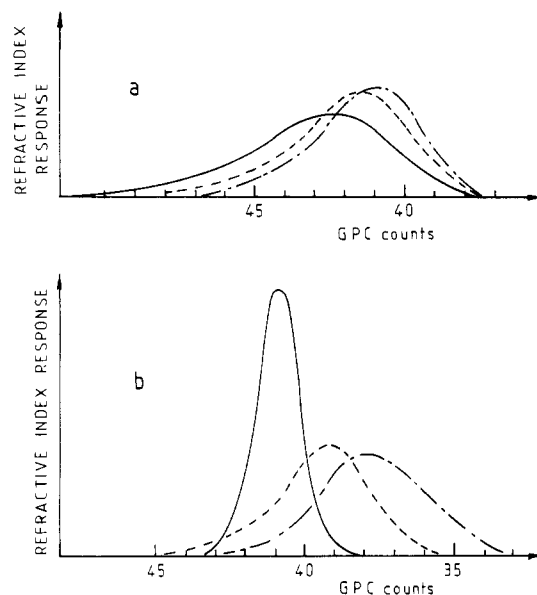 REFRACTIVE INDEX
RESPONSE
a
45 40
GPC counts
REFRACTIVE INDEX RESPONSE
b
45 40 35
GPC counts